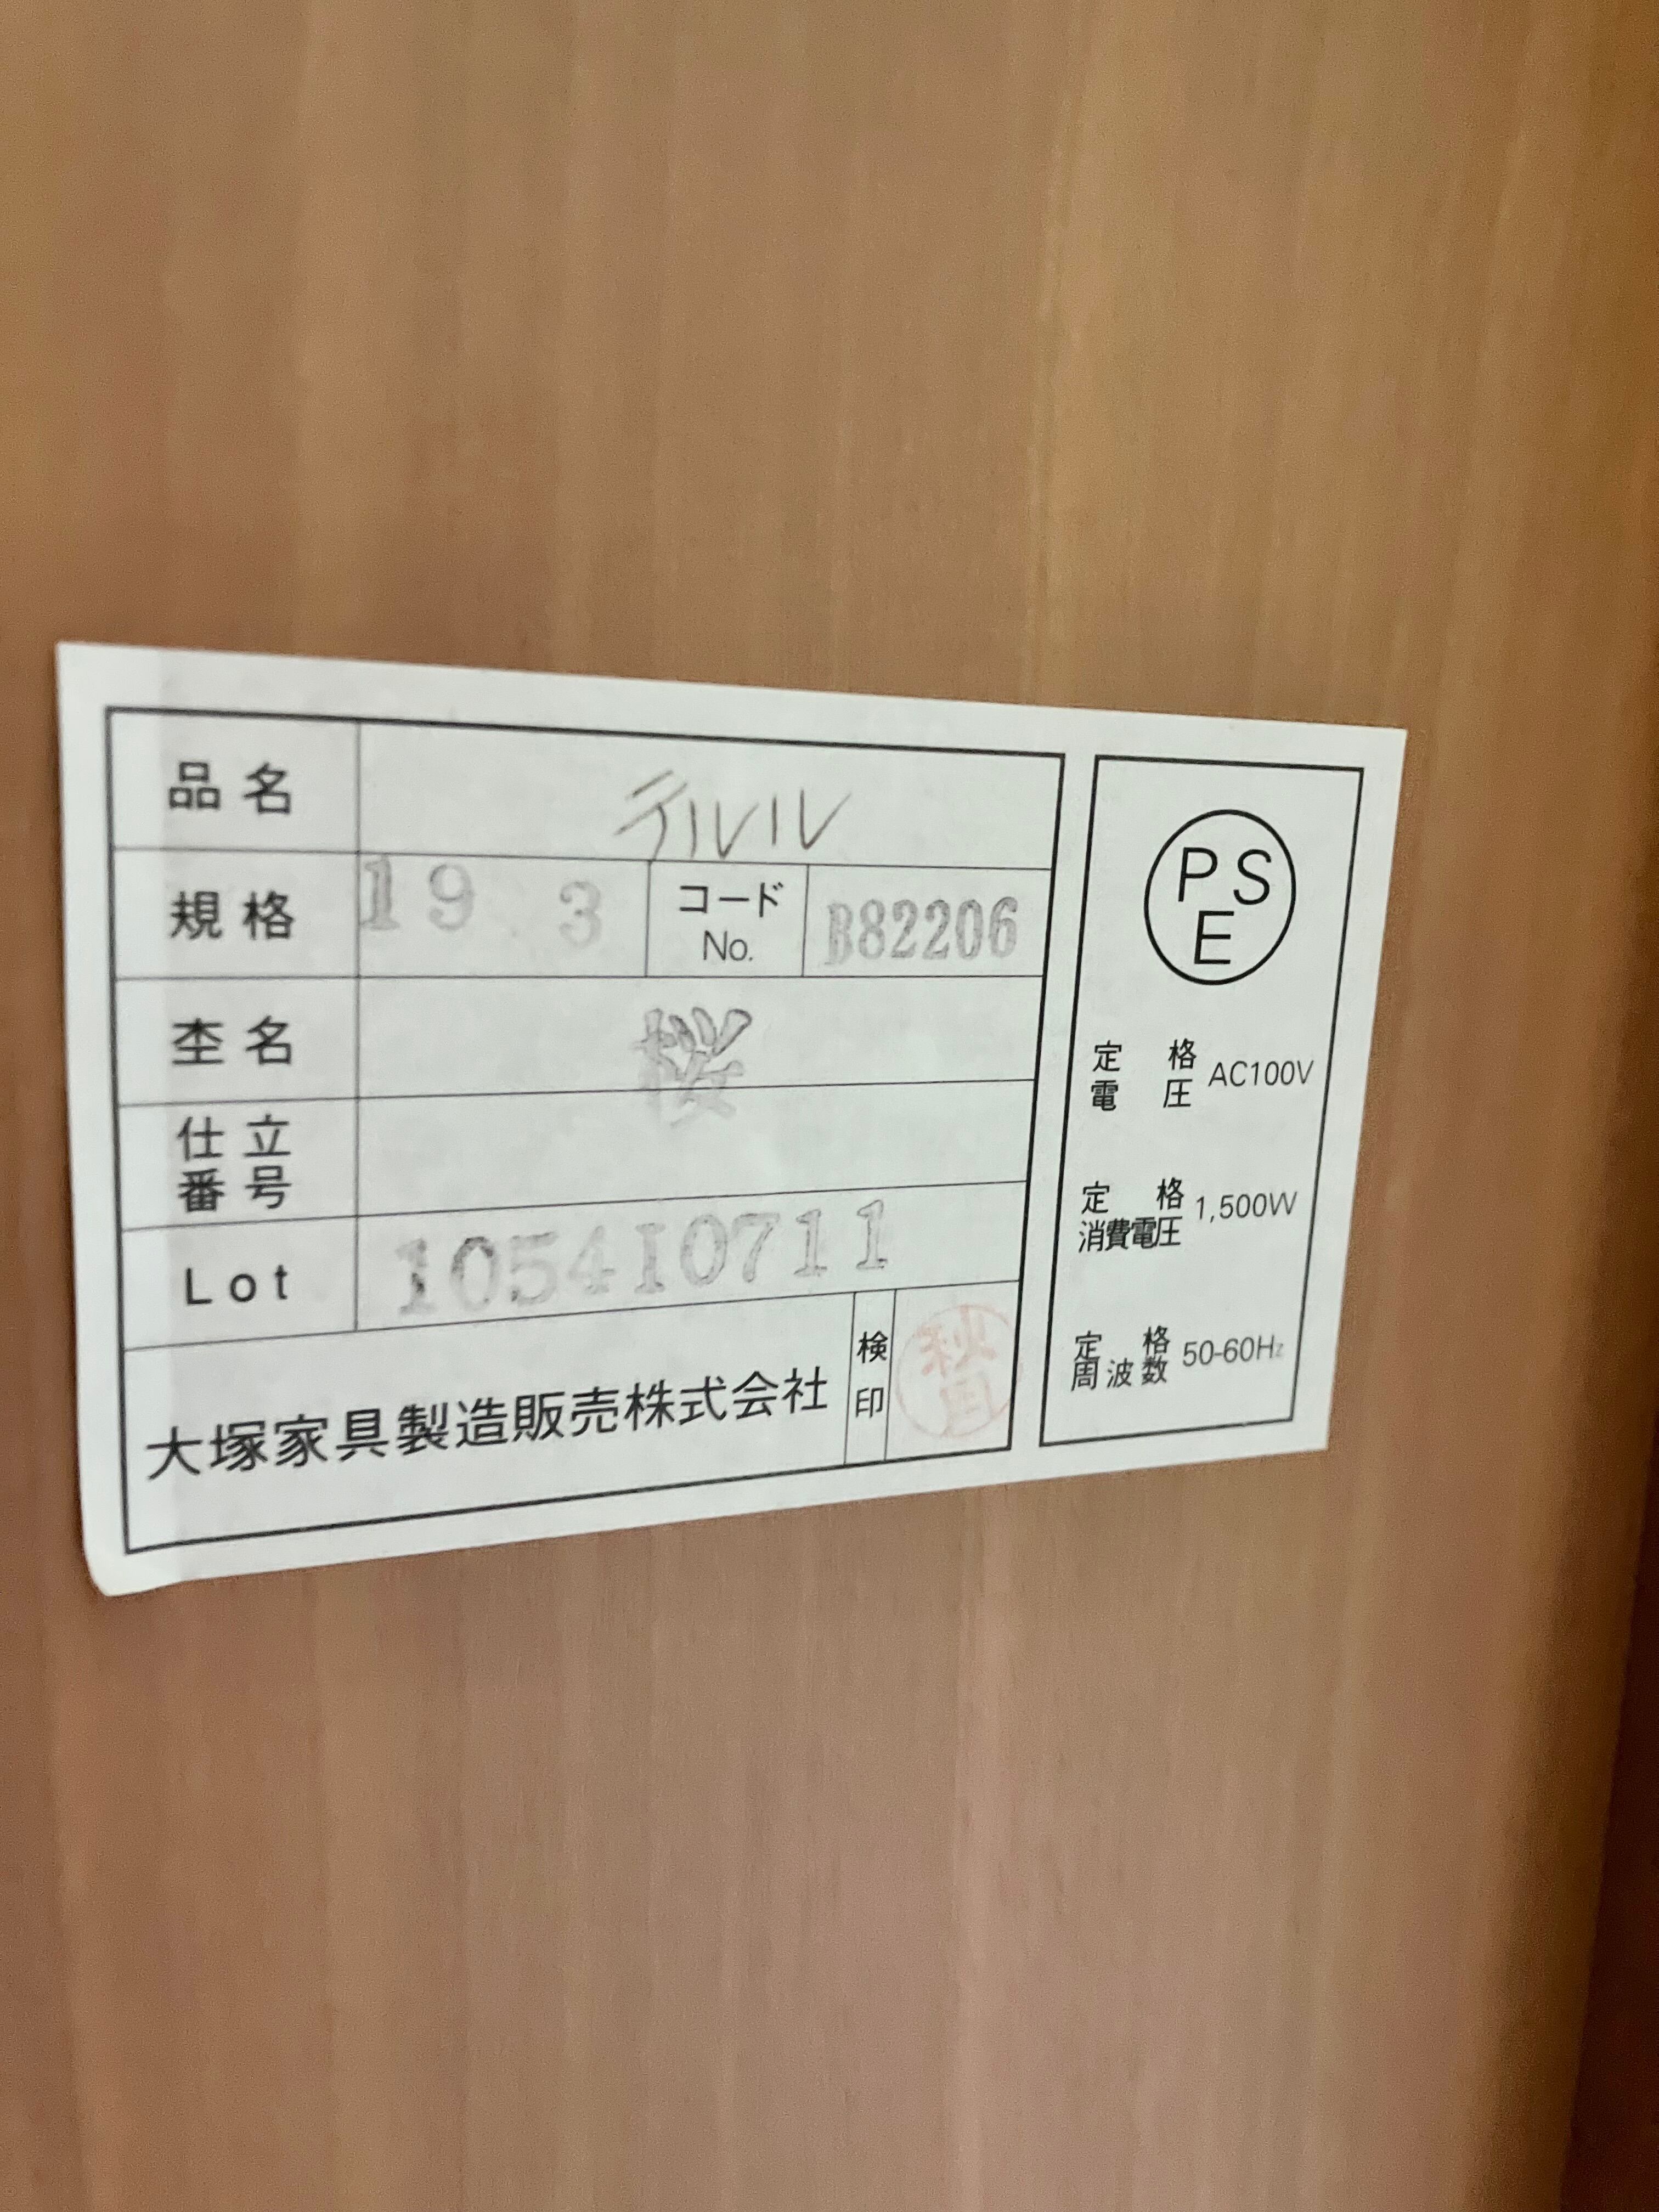 品名 テルル
規格 19 3 コード No. B82206
杢名 桜
仕立番号
Lot 105410711
大塚家具製造販売株式会社 検印
PSE
定格電圧 AC100V
定格消費電圧 1,500W
定格周波数 50-60Hz